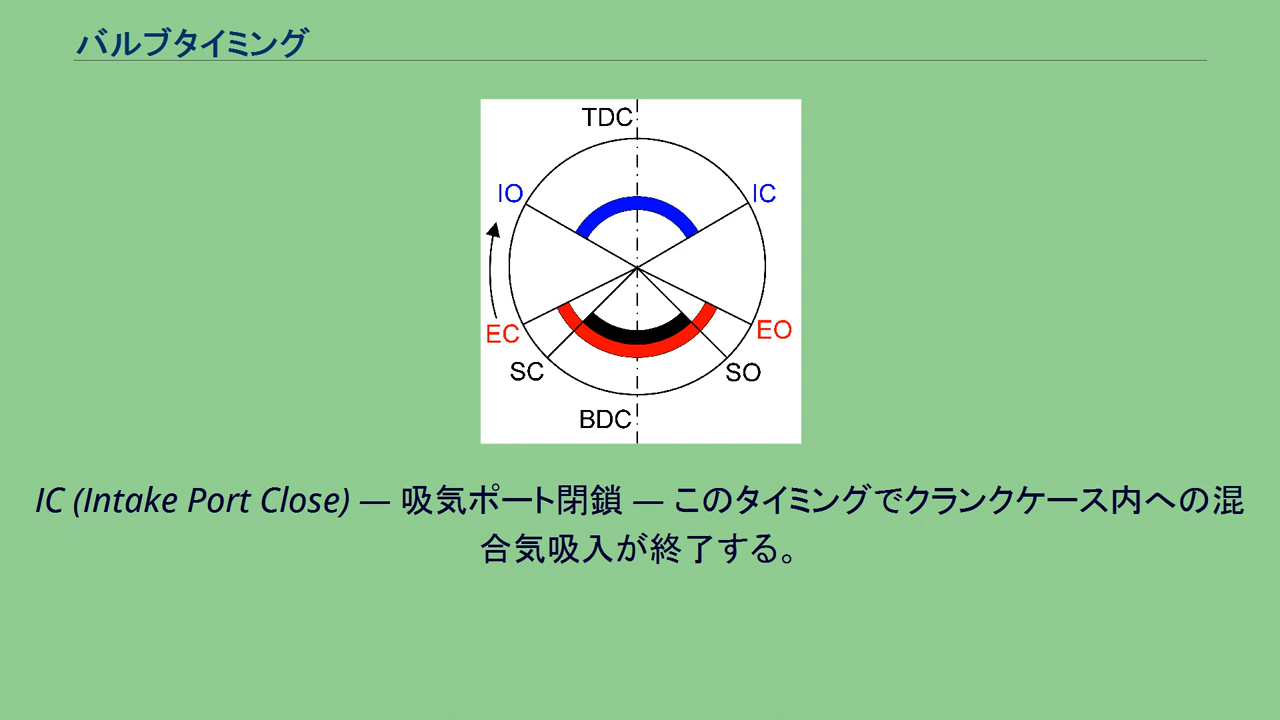 バルブタイミング
TDC
IO
IC
EC
EO
SC
SO
BDC
IC (Intake Port Close) — 吸気ポート閉鎖 — このタイミングでクランクケース内への混
合気吸入が終了する。